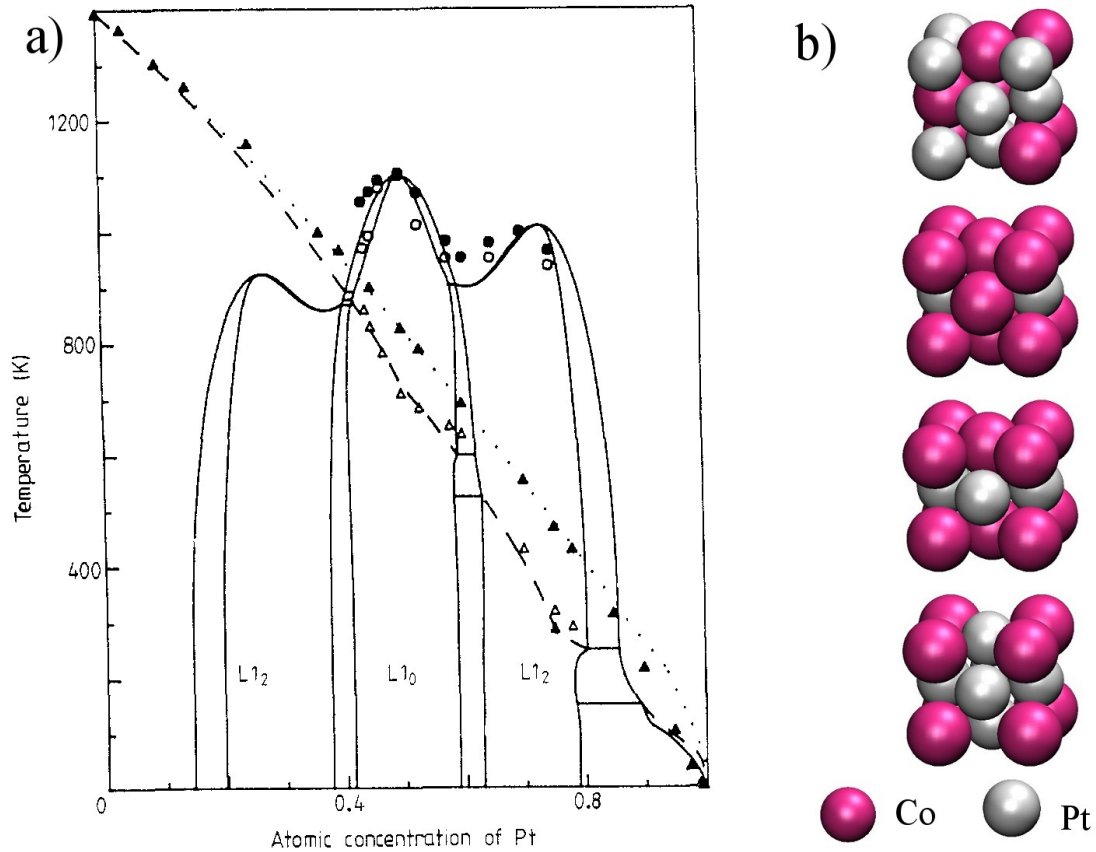 a)
b)
1200
800
400
0
0.4
0.8
Temperature (K)
Atomic concentration of Pt
L1₂
L1₀
L1₂
Co
Pt